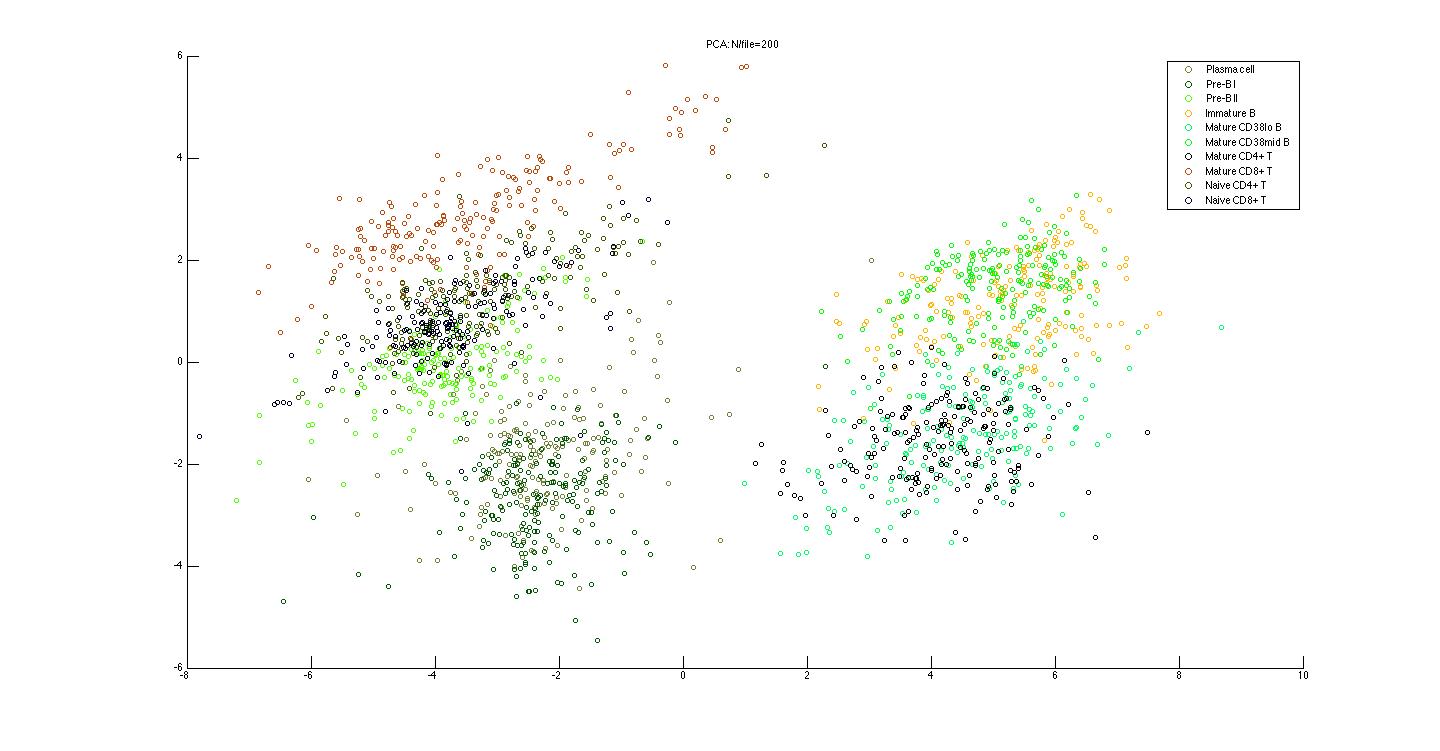 PCA: N/file=200
6
4
2
0
-2
-4
-6
-8
-6
-4
-2
0
2
4
6
8
10
Plasma cell
Pre-B I
Pre-B II
Immature B
Mature CD38lo B
Mature CD38mid B
Mature CD4+ T
Mature CD8+ T
Naive CD4+ T
Naive CD8+ T